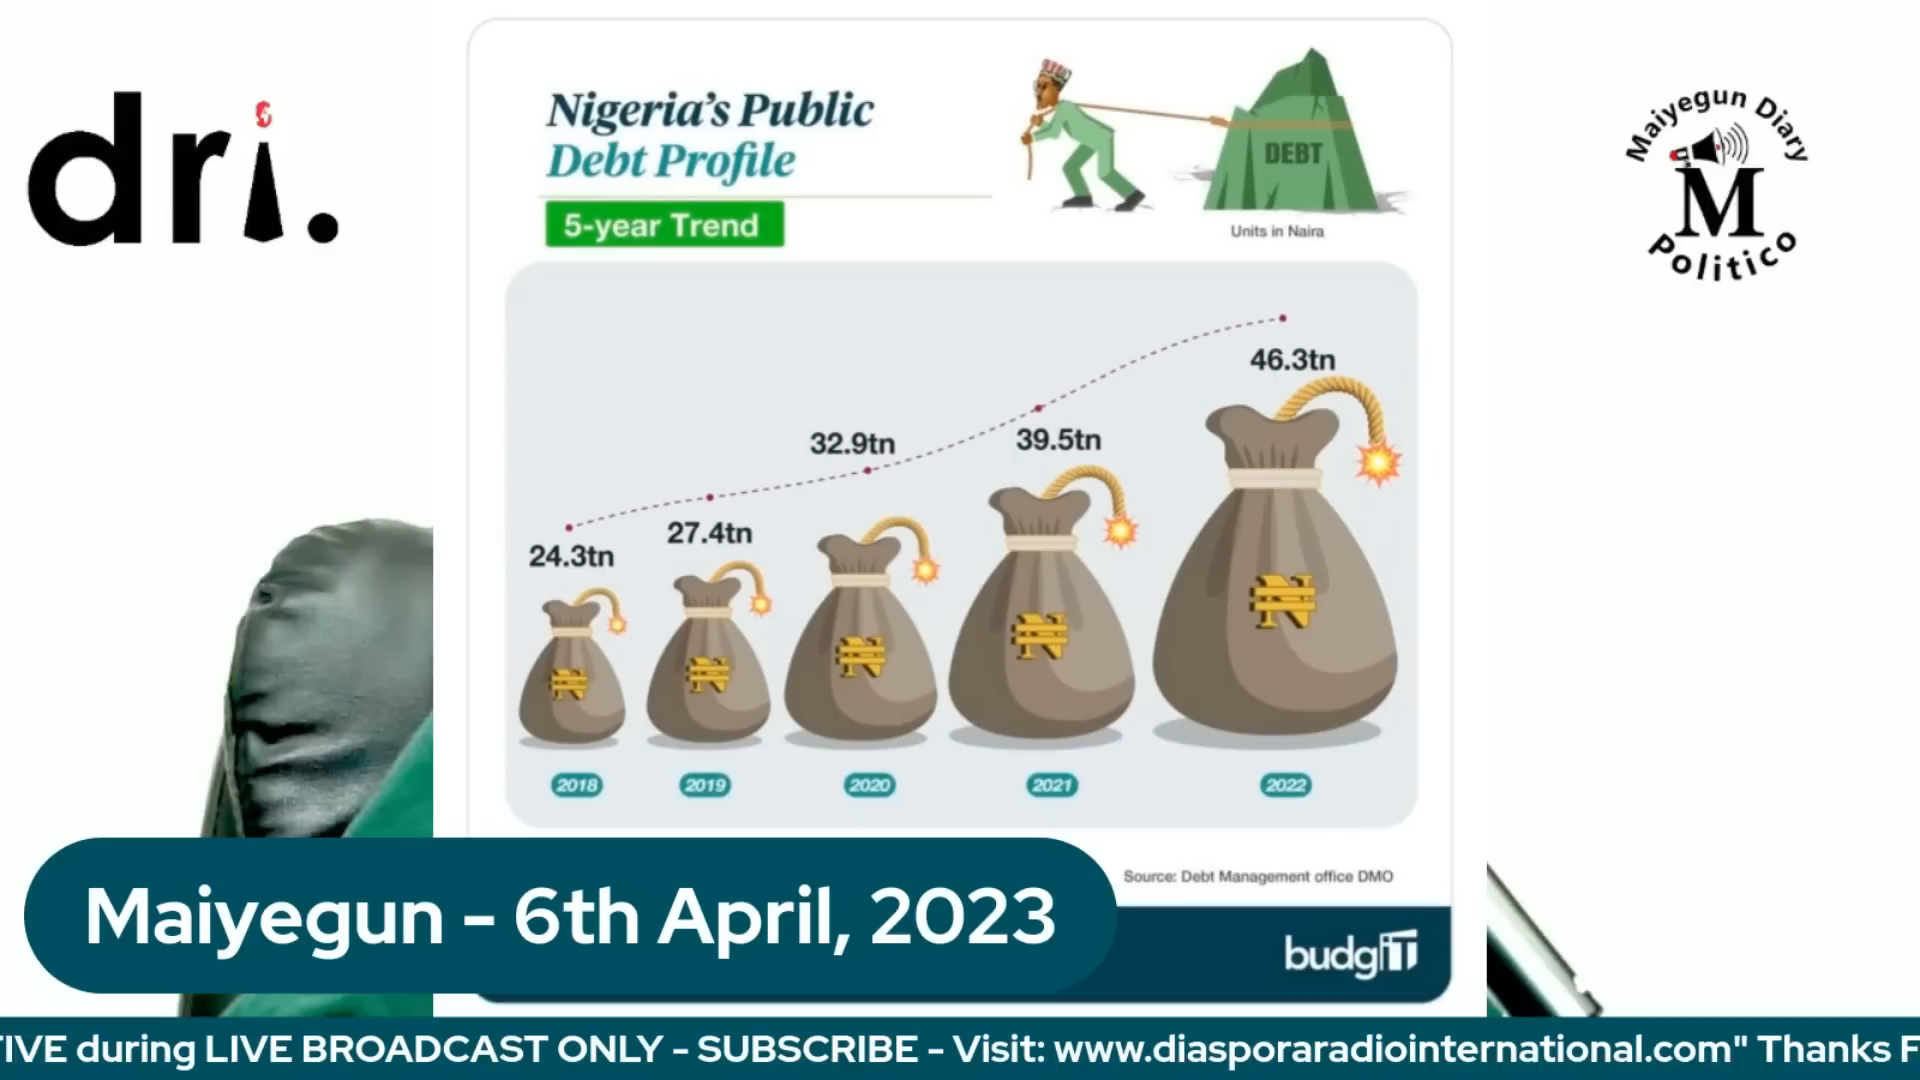 dri.
Maiyegun Diary
M
Politico
Nigeria's Public
Debt Profile
5-year Trend
DEBT
Units in Naira
46.3tn
39.5tn
32.9tn
27.4tn
24.3tn
₦ ₦ ₦ ₦ ₦
2018 2019 2020 2021 2022
Source: Debt Management office DMO
budgIT
Maiyegun - 6th April, 2023
TIVE during LIVE BROADCAST ONLY - SUBSCRIBE - Visit: www.diasporaradiointernational.com" Thanks F